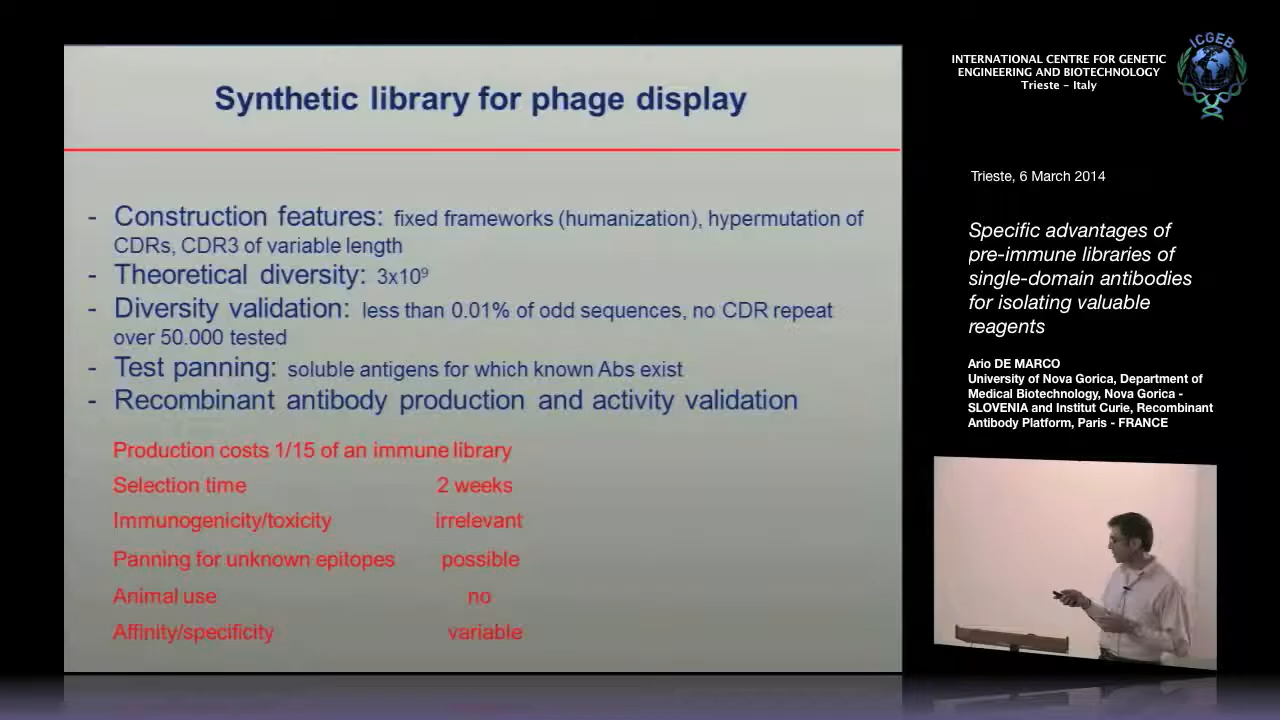 Synthetic library for phage display
- Construction features: fixed frameworks (humanization), hypermutation of
CDRs, CDR3 of variable length
- Theoretical diversity: 3x10⁹
- Diversity validation: less than 0.01% of odd sequences, no CDR repeat
over 50.000 tested
- Test panning: soluble antigens for which known Abs exist
- Recombinant antibody production and activity validation
Production costs 1/15 of an immune library
Selection time 2 weeks
Immunogenicity/toxicity irrelevant
Panning for unknown epitopes possible
Animal use no
Affinity/specificity variable
INTERNATIONAL CENTRE FOR GENETIC
ENGINEERING AND BIOTECHNOLOGY
Trieste - Italy
ICGEB
Trieste, 6 March 2014
Specific advantages of
pre-immune libraries of
single-domain antibodies
for isolating valuable
reagents
Ario DE MARCO
University of Nova Gorica, Department of
Medical Biotechnology, Nova Gorica -
SLOVENIA and Institut Curie, Recombinant
Antibody Platform, Paris - FRANCE